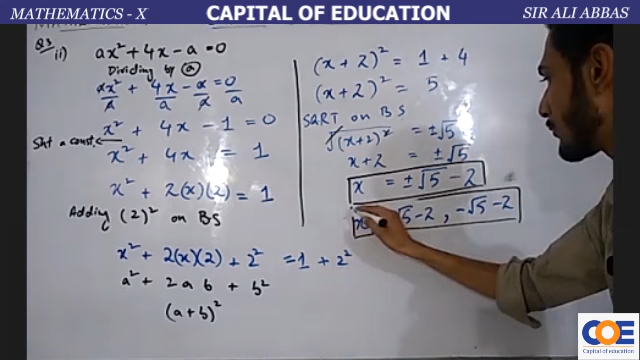 MATHEMATICS - X
CAPITAL OF EDUCATION
SIR ALI ABBAS
Q3
ii) ax² + 4x - a = 0
Dividing by a
ax²/a + 4x/a - a/a = 0/a
x² + 4x - 1 = 0
Sht a const.
x² + 4x = 1
x² + 2(x)(2) = 1
Adding (2)² on BS
x² + 2(x)(2) + 2² = 1 + 2²
a² + 2 a b + b²
(a+b)²
(x + 2)² = 1 + 4
(x + 2)² = 5
SQRT on BS
√(x+2)² = ±√5
x+2 = ±√5
x = ±√5 - 2
√5-2 , -√5-2
COE
Capital of education